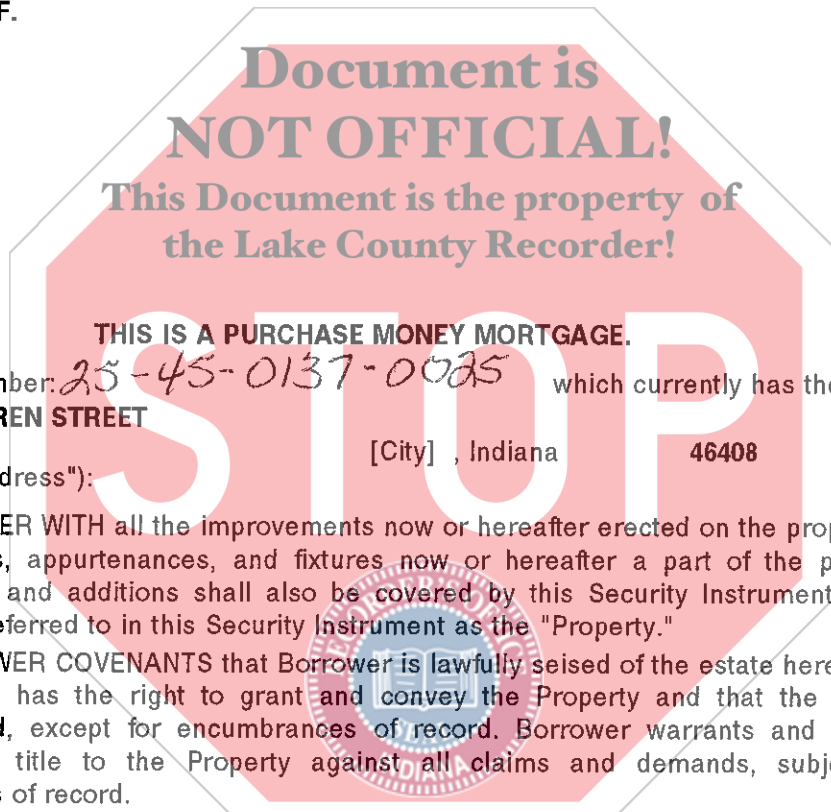 F.
Document is
NOT OFFICIAL!
This Document is the property of
the Lake County Recorder!
STOP
THIS IS A PURCHASE MONEY MORTGAGE.
ber: 25-45-0137-0025 which currently has the
REN STREET
[City] , Indiana 46408
dress"):
ER WITH all the improvements now or hereafter erected on the prop
s, appurtenances, and fixtures now or hereafter a part of the p
and additions shall also be covered by this Security Instrument
eferred to in this Security Instrument as the "Property."
WER COVENANTS that Borrower is lawfully seised of the estate here
has the right to grant and convey the Property and that the
d, except for encumbrances of record. Borrower warrants and
title to the Property against all claims and demands, subj
s of record.
INDIANA